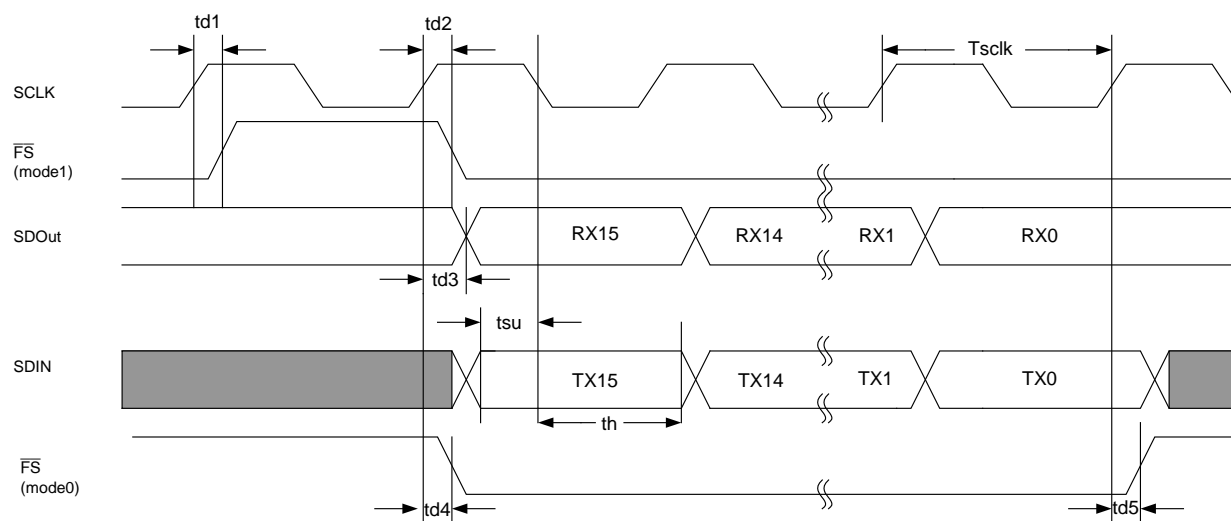 td1
td2
Tsclk
SCLK
FS
(mode1)
SDOut
RX15
RX14
RX1
RX0
td3
tsu
SDIN
TX15
TX14
TX1
TX0
th
FS
(mode0)
td4
td5